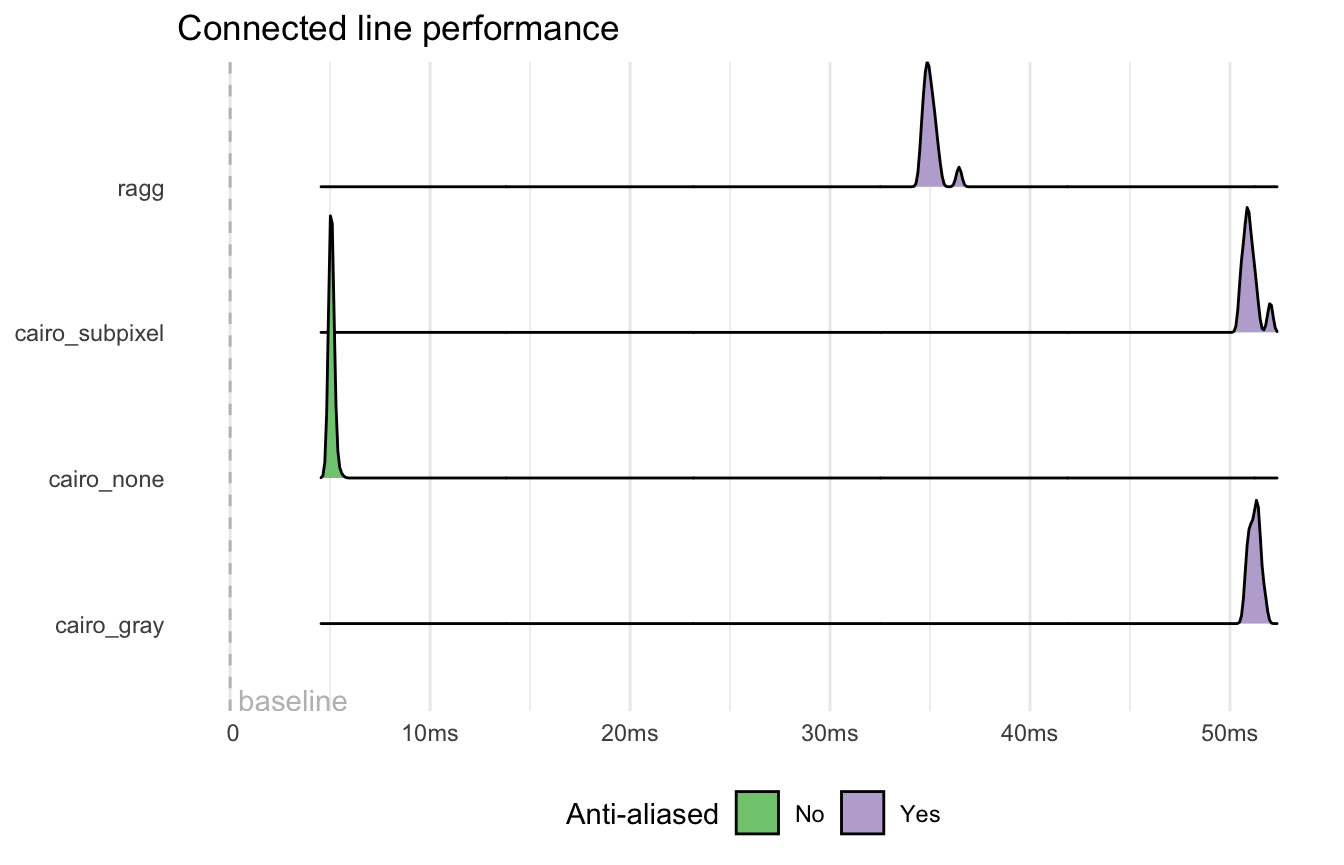 Connected line performance
ragg
cairo_subpixel
cairo_none
cairo_gray
baseline
0 10ms 20ms 30ms 40ms 50ms
Anti-aliased No Yes